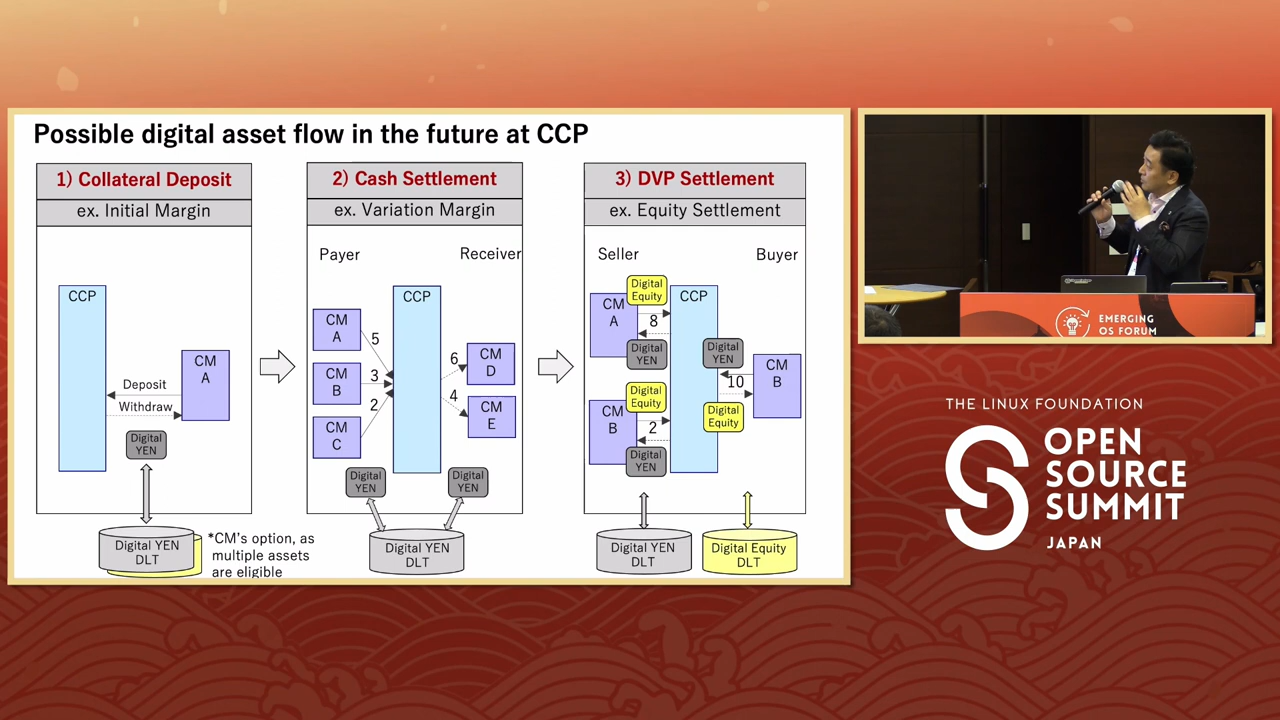 Possible digital asset flow in the future at CCP
1) Collateral Deposit
ex. Initial Margin
CCP
CM
A
Deposit
Withdraw
Digital
YEN
Digital YEN
DLT
*CM's option, as
multiple assets
are eligible
2) Cash Settlement
ex. Variation Margin
Payer
Receiver
CCP
CM
A
5
CM
B
3
CM
C
2
6
CM
D
4
CM
E
Digital
YEN
Digital
YEN
Digital YEN
DLT
3) DVP Settlement
ex. Equity Settlement
Seller
Buyer
CM
A
Digital
Equity
8
Digital
YEN
CCP
CM
B
Digital
Equity
2
Digital
YEN
Digital
YEN
10
Digital
Equity
CM
B
Digital YEN
DLT
Digital Equity
DLT
EMERGING
OS FORUM
THE LINUX FOUNDATION
OPEN
SOURCE
SUMMIT
JAPAN